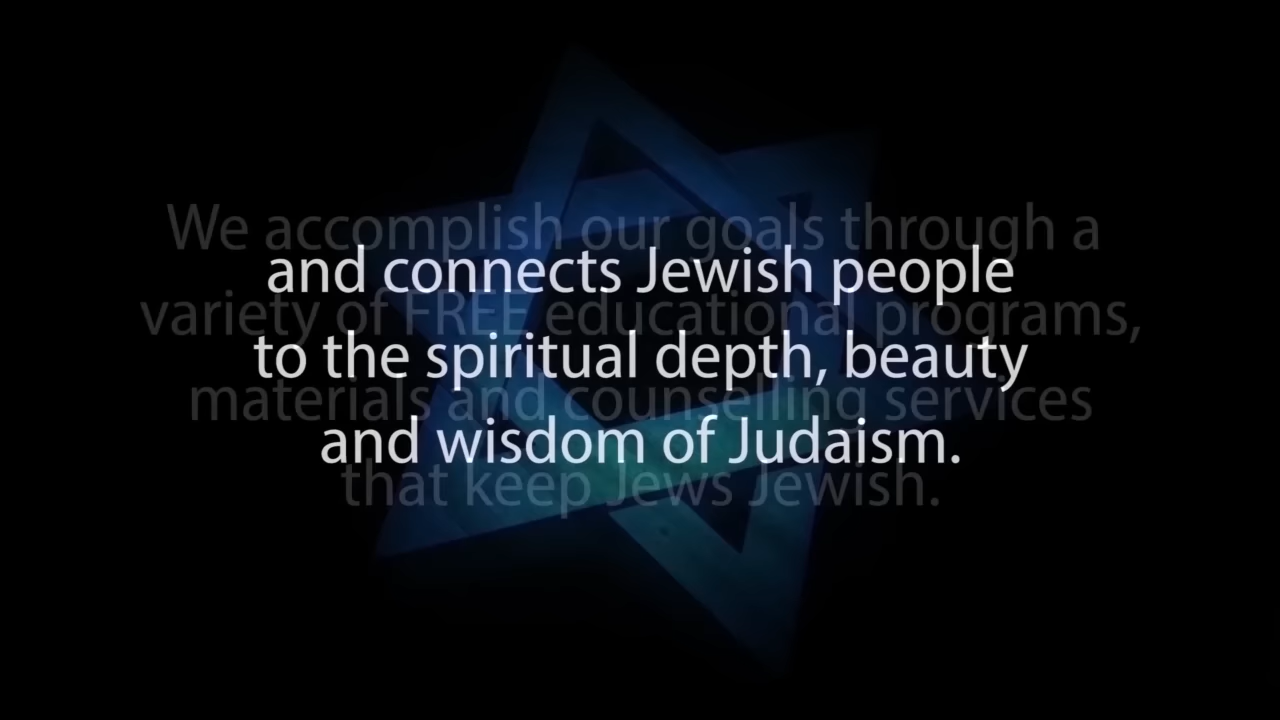 and connects Jewish people
to the spiritual depth, beauty
and wisdom of Judaism.
We accomplish our goals through a
variety of FREE educational programs,
materials and counselling services
that keep Jews Jewish.